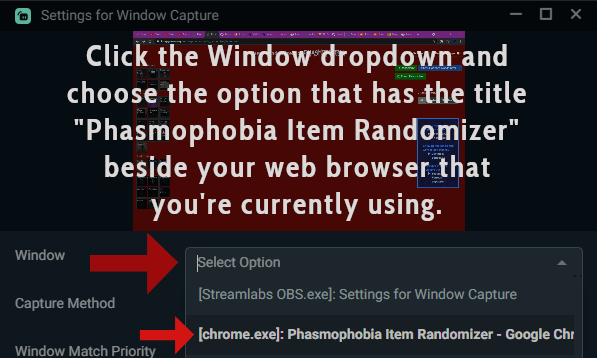 Settings for Window Capture
Click the Window dropdown and
choose the option that has the title
"Phasmophobia Item Randomizer"
beside your web browser that
you're currently using.
Window
Select Option
[Streamlabs OBS.exe]: Settings for Window Capture
Capture Method
[chrome.exe]: Phasmophobia Item Randomizer - Google Chr
Window Match Priority